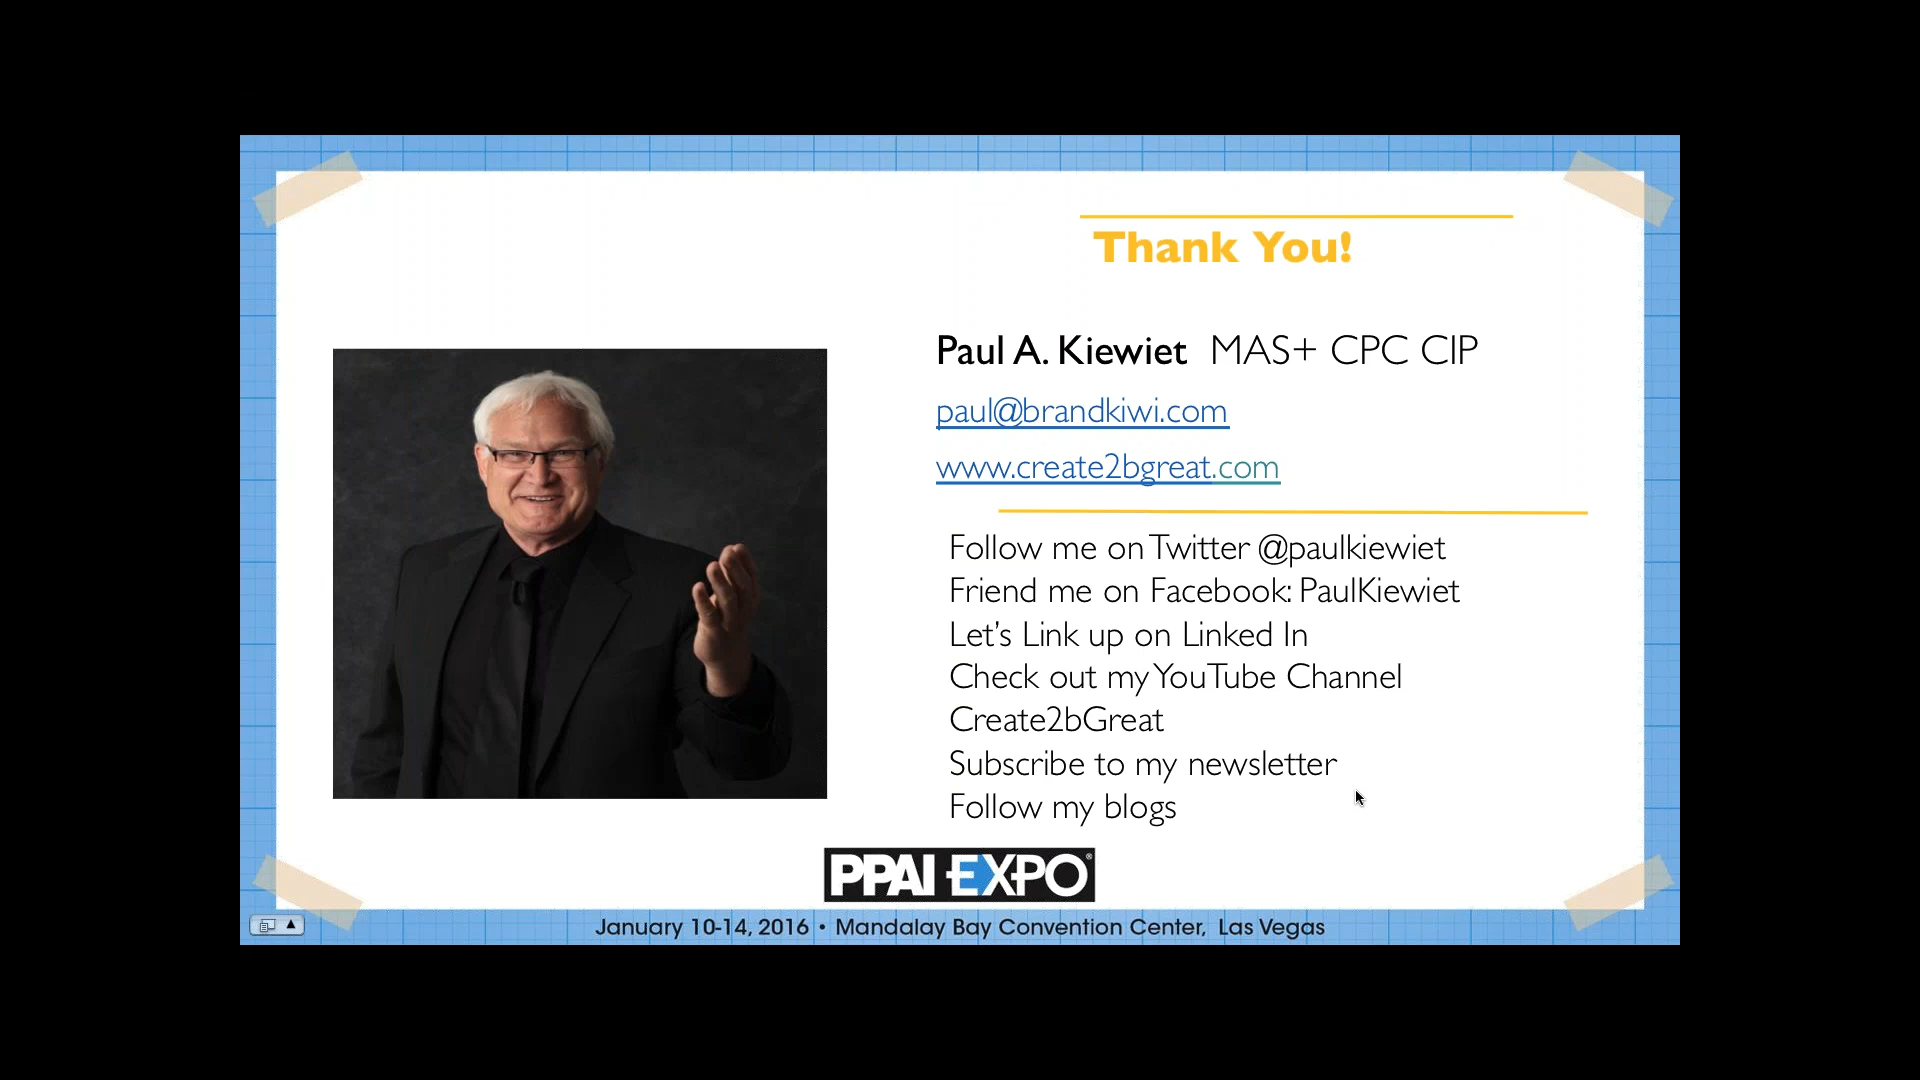 Thank You!
Paul A. Kiewiet MAS+ CPC CIP
paul@brandkiwi.com
www.create2bgreat.com
Follow me on Twitter @paulkiewiet
Friend me on Facebook: PaulKiewiet
Let's Link up on Linked In
Check out my YouTube Channel
Create2bGreat
Subscribe to my newsletter
Follow my blogs
PPAI EXPO®
January 10-14, 2016 • Mandalay Bay Convention Center, Las Vegas